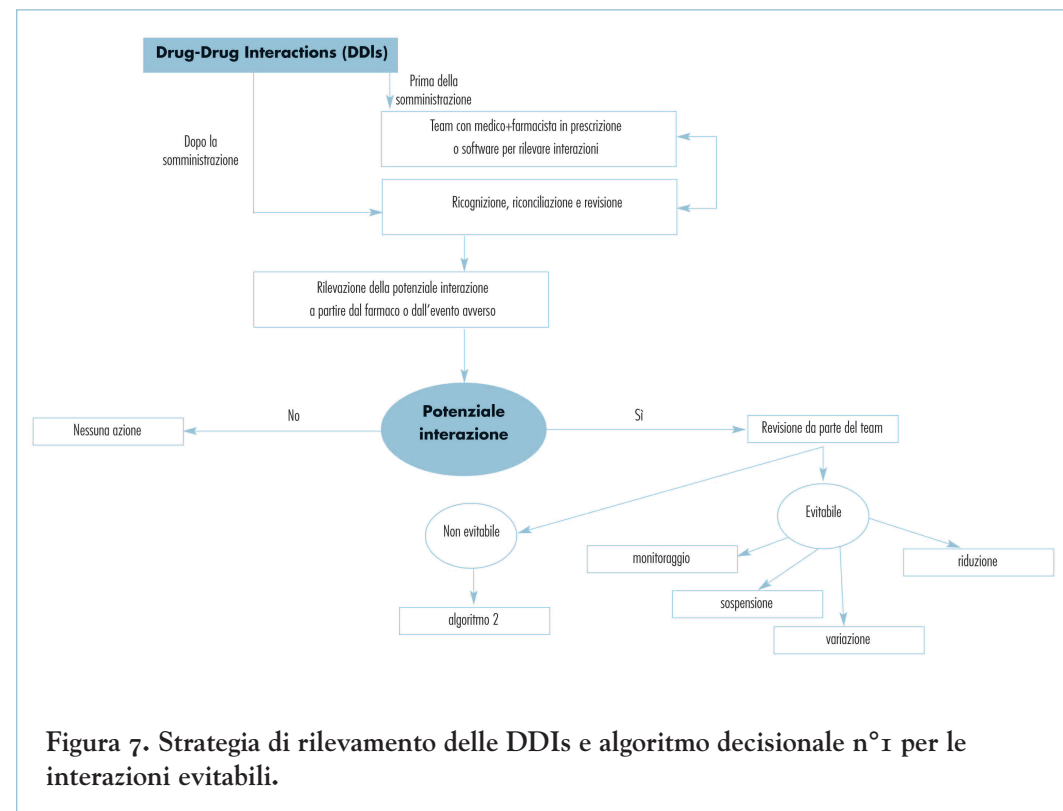 Drug-Drug Interactions (DDIs)
Prima della
somministrazione
Team con medico+farmacista in prescrizione
o software per rilevare interazioni
Dopo la
somministrazione
Ricognizione, riconciliazione e revisione
Rilevazione della potenziale interazione
a partire dal farmaco o dall'evento avverso
Potenziale
interazione
No
Sì
Nessuna azione
Revisione da parte del team
Non evitabile
Evitabile
monitoraggio
riduzione
sospensione
algoritmo 2
variazione
Figura 7. Strategia di rilevamento delle DDIs e algoritmo decisionale n°1 per le
interazioni evitabili.